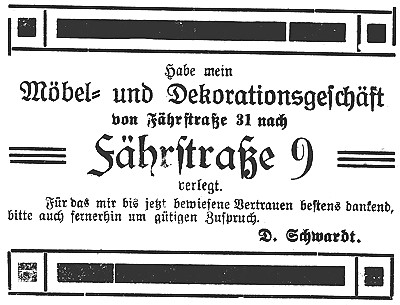 Habe mein
Möbel- und Dekorationsgeschäft
von Fährstraße 31 nach
Fährstraße 9
verlegt.
Für das mir bis jetzt bewiesene Vertrauen bestens dankend,
bitte auch fernerhin um gütigen Zuspruch.
D. Schwardt.